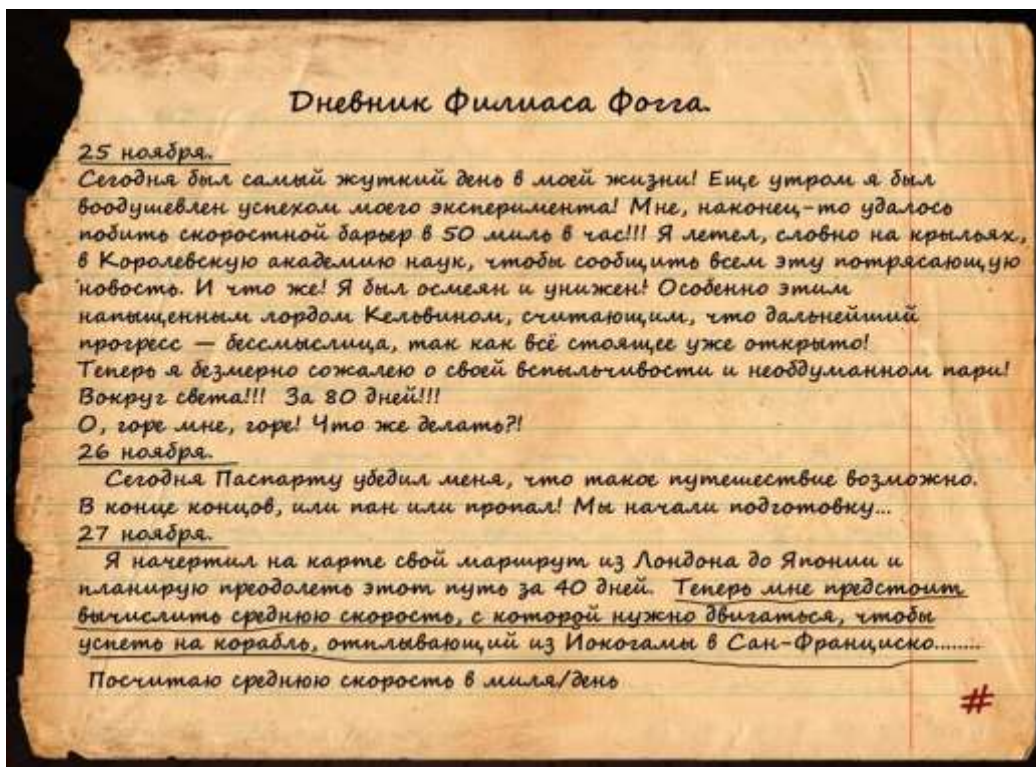 Дневник Филиаса Фогга.
25 ноября.
Сегодня был самый жуткий день в моей жизни! Еще утром я был
воодушевлен успехом моего эксперимента! Мне, наконец-то удалось
побить скоростной барьер в 50 миль в час!!! Я летел, словно на крыльях,
в Королевскую академию наук, чтобы сообщить всем эту потрясающую
новость. И что же! Я был осмеян и унижен! Особенно этим
напыщенным лордом Кельвином, считающим, что дальнейший
прогресс — бессмыслица, так как всё стоящее уже открыто!
Теперь я безмерно сожалею о своей вспыльчивости и необдуманном пари!
Вокруг света!!! За 80 дней!!!
О, горе мне, горе! Что же делать?!
26 ноября.
Сегодня Паспарту убедил меня, что такое путешествие возможно.
В конце концов, или пан или пропал! Мы начали подготовку...
27 ноября.
Я начертил на карте свой маршрут из Лондона до Японии и
планирую преодолеть этот путь за 40 дней. Теперь мне предстоит
вычислить среднюю скорость, с которой нужно двигаться, чтобы
успеть на корабль, отплывающий из Йокогамы в Сан-Франциско........
Посчитаю среднюю скорость в миля/день
#